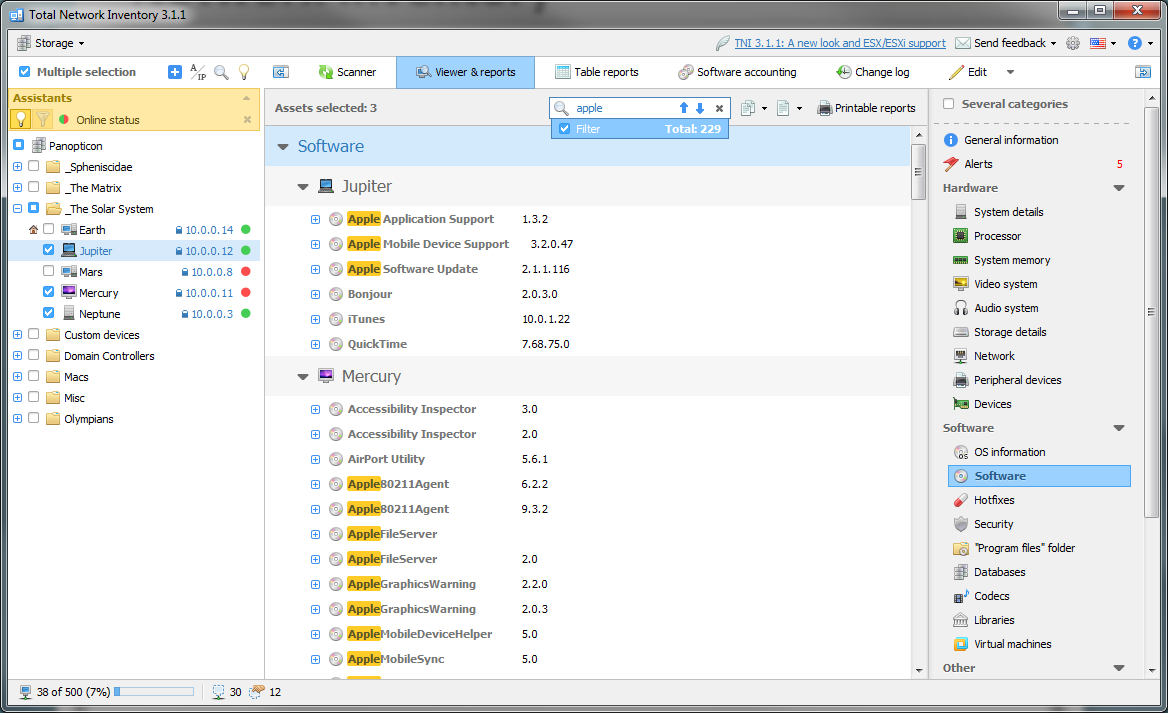 Total Network Inventory 3.1.1
Storage
TNI 3.1.1: A new look and ESX/ESXi support
Send feedback
Multiple selection
A/IP
Scanner
Viewer & reports
Table reports
Software accounting
Change log
Edit
Assistants
Online status
Panopticon
_Spheniscidae
_The Matrix
_The Solar System
Earth 10.0.0.14
Jupiter 10.0.0.12
Mars 10.0.0.8
Mercury 10.0.0.11
Neptune 10.0.0.3
Custom devices
Domain Controllers
Macs
Misc
Olympians
Assets selected: 3
apple
Filter Total: 229
Printable reports
Software
Jupiter
Apple Application Support 1.3.2
Apple Mobile Device Support 3.2.0.47
Apple Software Update 2.1.1.116
Bonjour 2.0.3.0
iTunes 10.0.1.22
QuickTime 7.68.75.0
Mercury
Accessibility Inspector 3.0
Accessibility Inspector 2.0
AirPort Utility 5.6.1
Apple80211Agent 6.2.2
Apple80211Agent 9.3.2
AppleFileServer
AppleFileServer 2.0
AppleGraphicsWarning 2.2.0
AppleGraphicsWarning 2.0.3
AppleMobileDeviceHelper 5.0
AppleMobileSync 5.0
Several categories
General information
Alerts 5
Hardware
System details
Processor
System memory
Video system
Audio system
Storage details
Network
Peripheral devices
Devices
Software
OS information
Software
Hotfixes
Security
"Program files" folder
Databases
Codecs
Libraries
Virtual machines
Other
38 of 500 (7%)
30
12